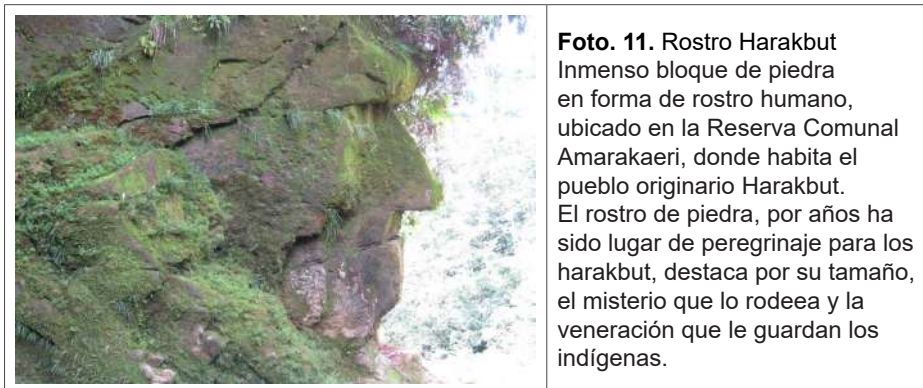 Foto. 11. Rostro Harakbut
Inmenso bloque de piedra
en forma de rostro humano,
ubicado en la Reserva Comunal
Amarakaeri, donde habita el
pueblo originario Harakbut.
El rostro de piedra, por años ha
sido lugar de peregrinaje para los
harakbut, destaca por su tamaño,
el misterio que lo rodeea y la
veneración que le guardan los
indígenas.